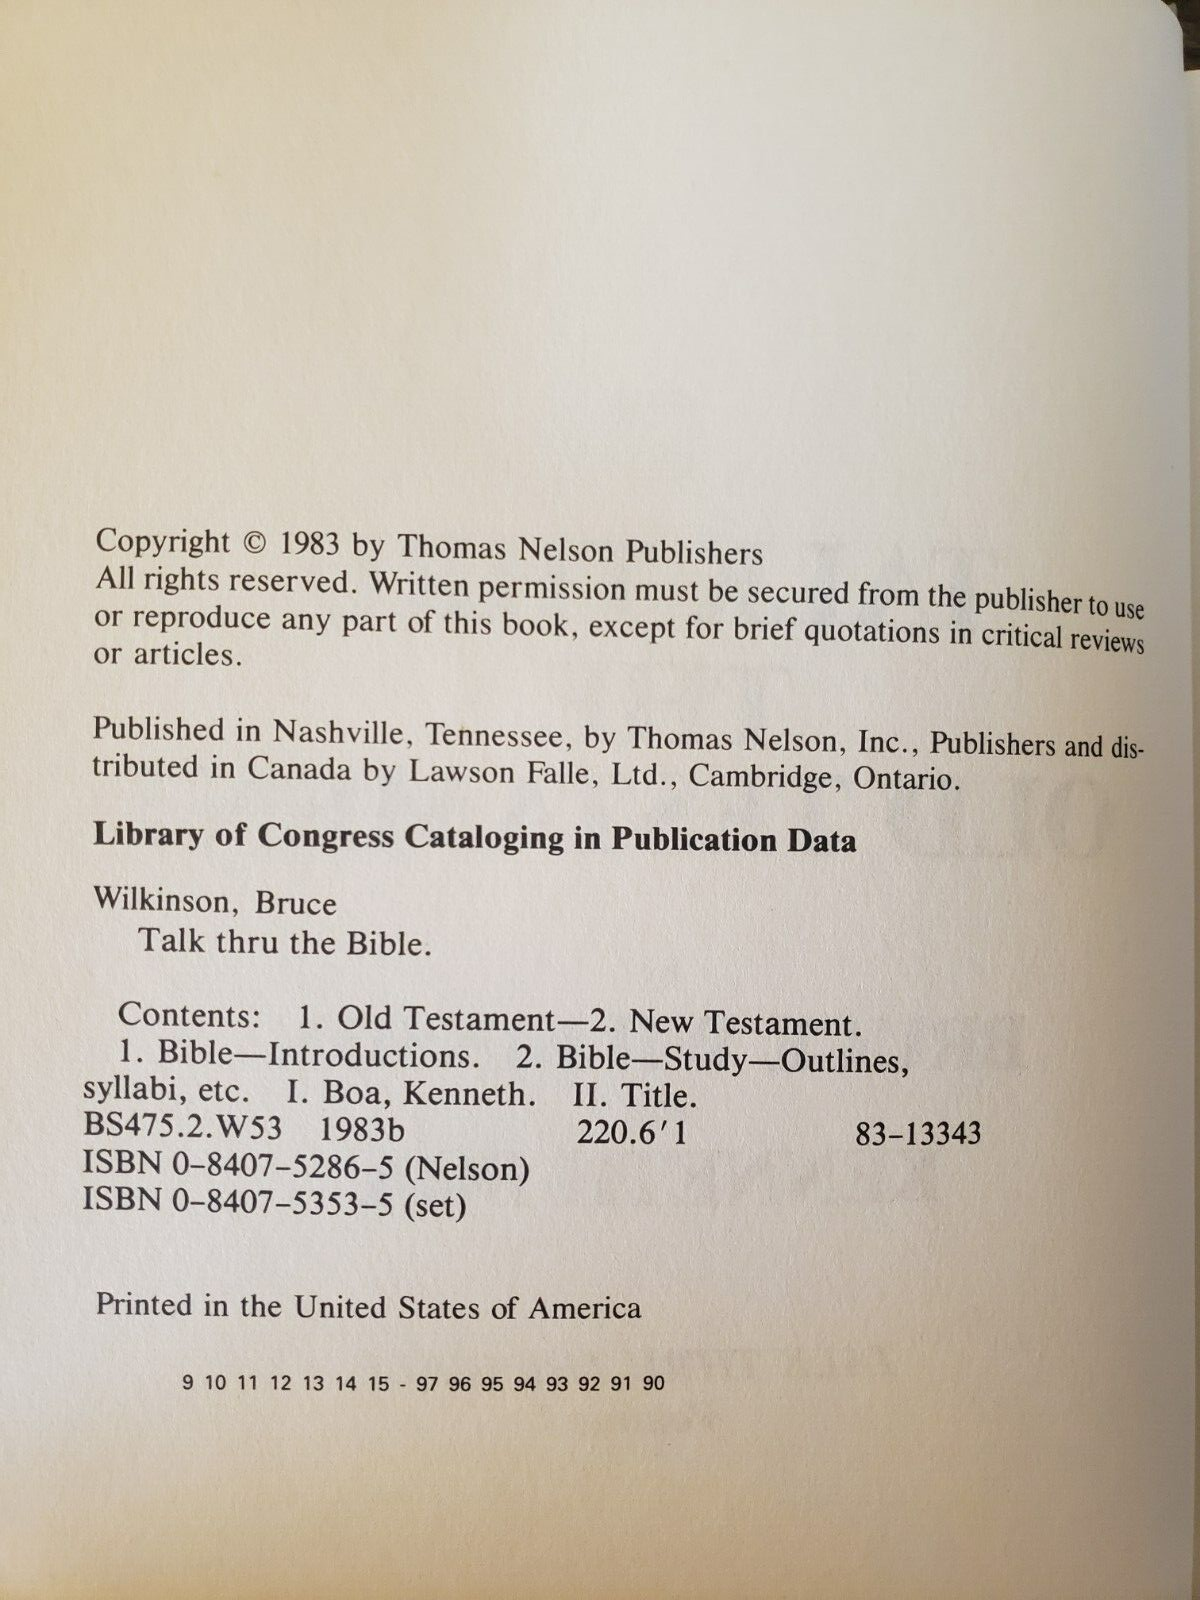 Copyright © 1983 by Thomas Nelson Publishers
All rights reserved. Written permission must be secured from the publisher to use
or reproduce any part of this book, except for brief quotations in critical reviews
or articles.
Published in Nashville, Tennessee, by Thomas Nelson, Inc., Publishers and dis-
tributed in Canada by Lawson Falle, Ltd., Cambridge, Ontario.
Library of Congress Cataloging in Publication Data
Wilkinson, Bruce
Talk thru the Bible.
Contents: 1. Old Testament—2. New Testament.
1. Bible—Introductions. 2. Bible—Study—Outlines,
syllabi, etc. I. Boa, Kenneth. II. Title.
BS475.2.W53 1983b 220.6′1 83–13343
ISBN 0–8407–5286–5 (Nelson)
ISBN 0–8407–5353–5 (set)
Printed in the United States of America
9 10 11 12 13 14 15 - 97 96 95 94 93 92 91 90